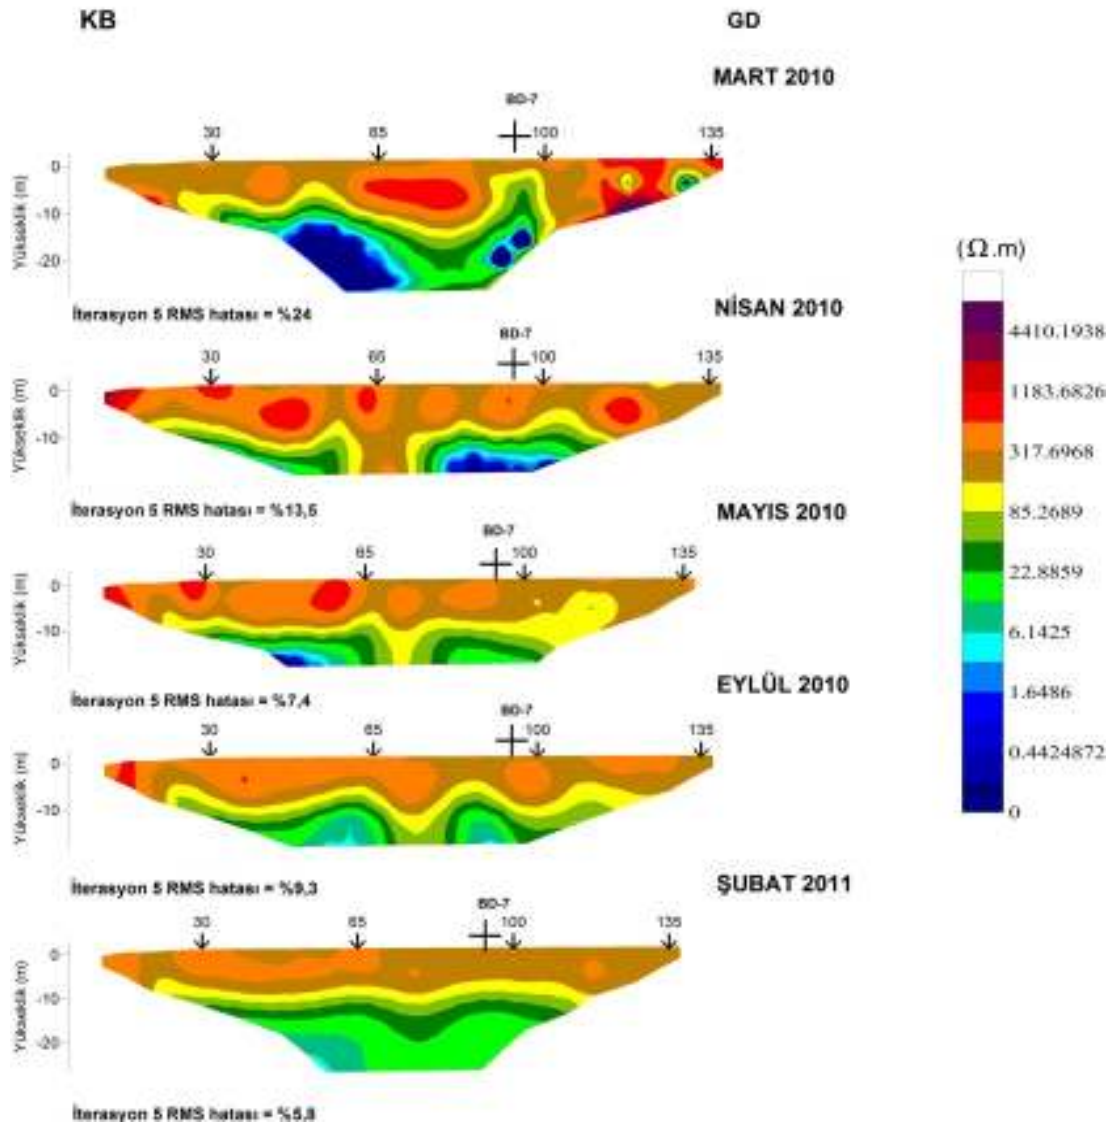 KB GD
MART 2010
BD-7
30 65 100 135
Yükseklik (m)
0
-10
-20
İterasyon 5 RMS hatası = %24
NİSAN 2010
BD-7
30 65 100 135
Yükseklik (m)
0
-10
İterasyon 5 RMS hatası = %13,5
MAYIS 2010
BD-7
30 65 100 135
Yükseklik (m)
0
-10
İterasyon 5 RMS hatası = %7,4
EYLÜL 2010
BD-7
30 65 100 135
Yükseklik (m)
0
-10
İterasyon 5 RMS hatası = %9,3
ŞUBAT 2011
BD-7
30 65 100 135
Yükseklik (m)
0
-10
-20
İterasyon 5 RMS hatası = %5,8
(Ω.m)
4410.1938
1183.6826
317.6968
85.2689
22.8859
6.1425
1.6486
0.4424872
0